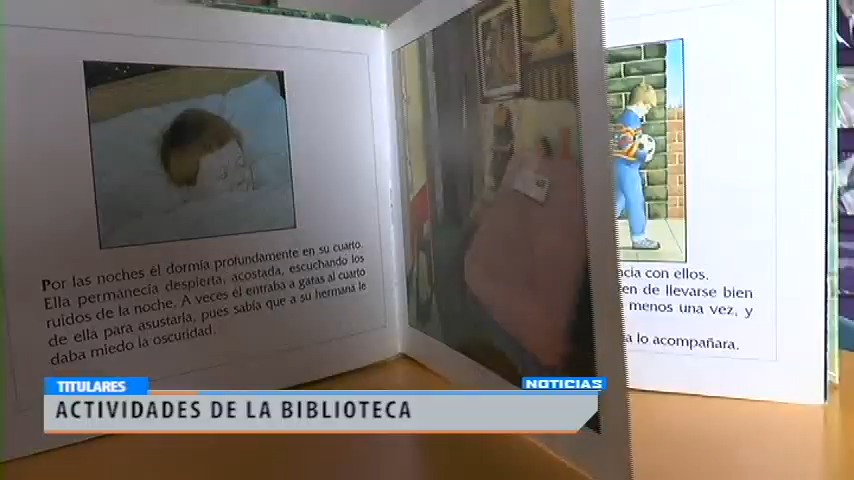 Por las noches él dormía profundamente en su cuarto.
Ella permanecía despierta, acostada, escuchando los
ruidos de la noche. A veces él entraba a gatas al cuarto
de ella para asustarla, pues sabía que a su hermana le
daba miedo la oscuridad.
con ellos.
de llevarse bien
menos una vez, y
lo acompañara.
TITULARES
NOTICIAS
ACTIVIDADES DE LA BIBLIOTECA